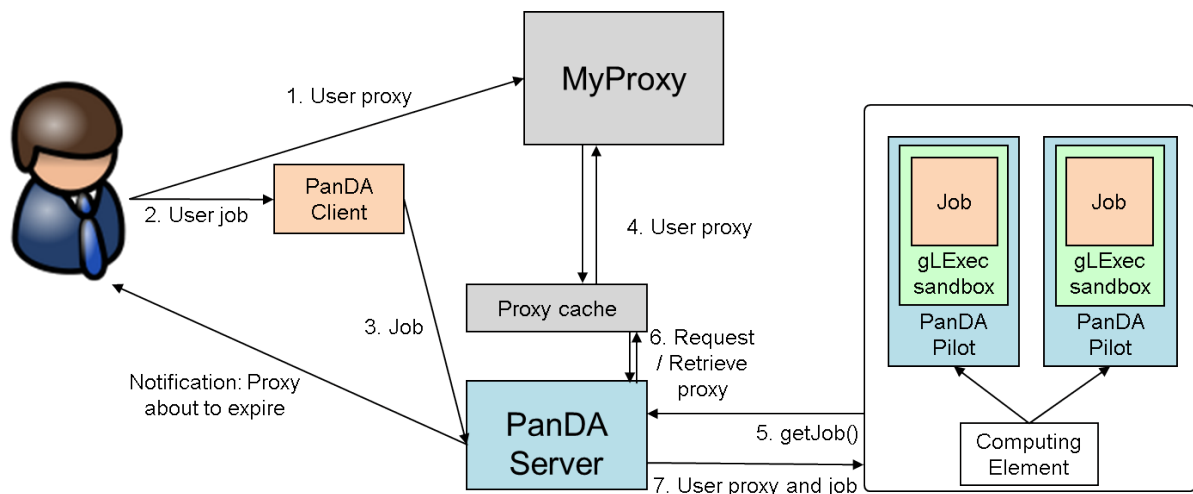 MyProxy
1. User proxy
PanDA
Client
2. User job
4. User proxy
Proxy cache
3. Job
6. Request
/ Retrieve
proxy
Notification: Proxy
about to expire
PanDA
Server
5. getJob()
7. User proxy and job
Job
gLExec
sandbox
PanDA
Pilot
Job
gLExec
sandbox
PanDA
Pilot
Computing
Element